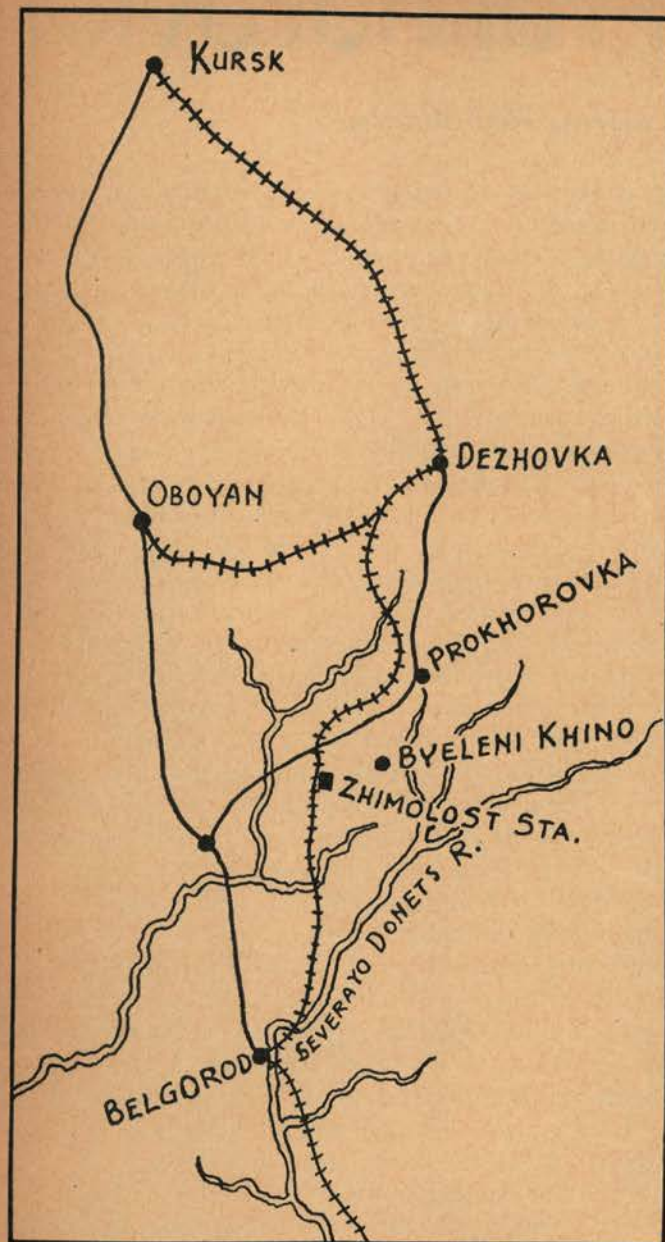 KURSK
DEZHOVKA
OBOYAN
PROKHOROVKA
BYELENI KHINO
ZHIMOLOST STA.
SEVERAYO DONETS R.
BELGOROD